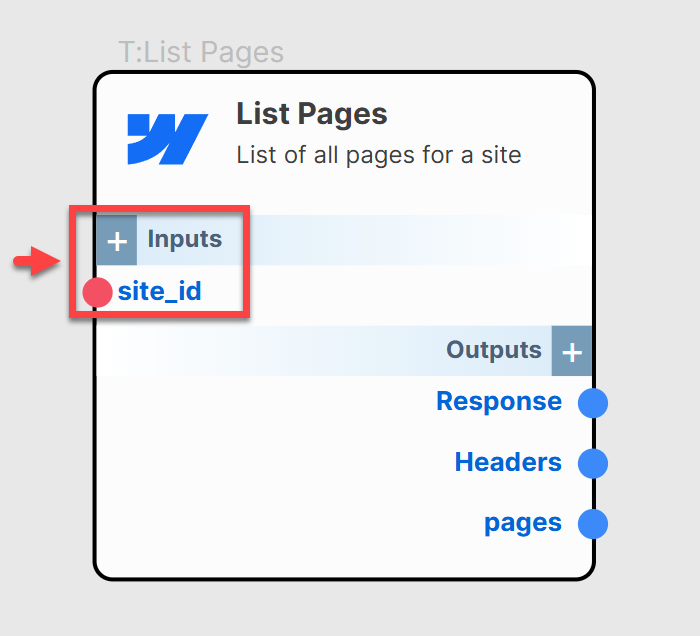 T:List Pages
List Pages
List of all pages for a site
+ Inputs
site_id
Outputs +
Response
Headers
pages